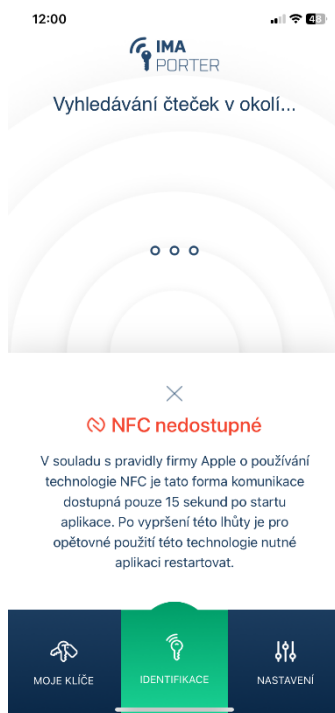 12:00
48
IMA
PORTER
Vyhledávání čteček v okolí...
NFC nedostupné
V souladu s pravidly firmy Apple o používání
technologie NFC je tato forma komunikace
dostupná pouze 15 sekund po startu
aplikace. Po vypršení této lhůty je pro
opětovné použití této technologie nutné
aplikaci restartovat.
MOJE KLÍČE
IDENTIFIKACE
NASTAVENÍ